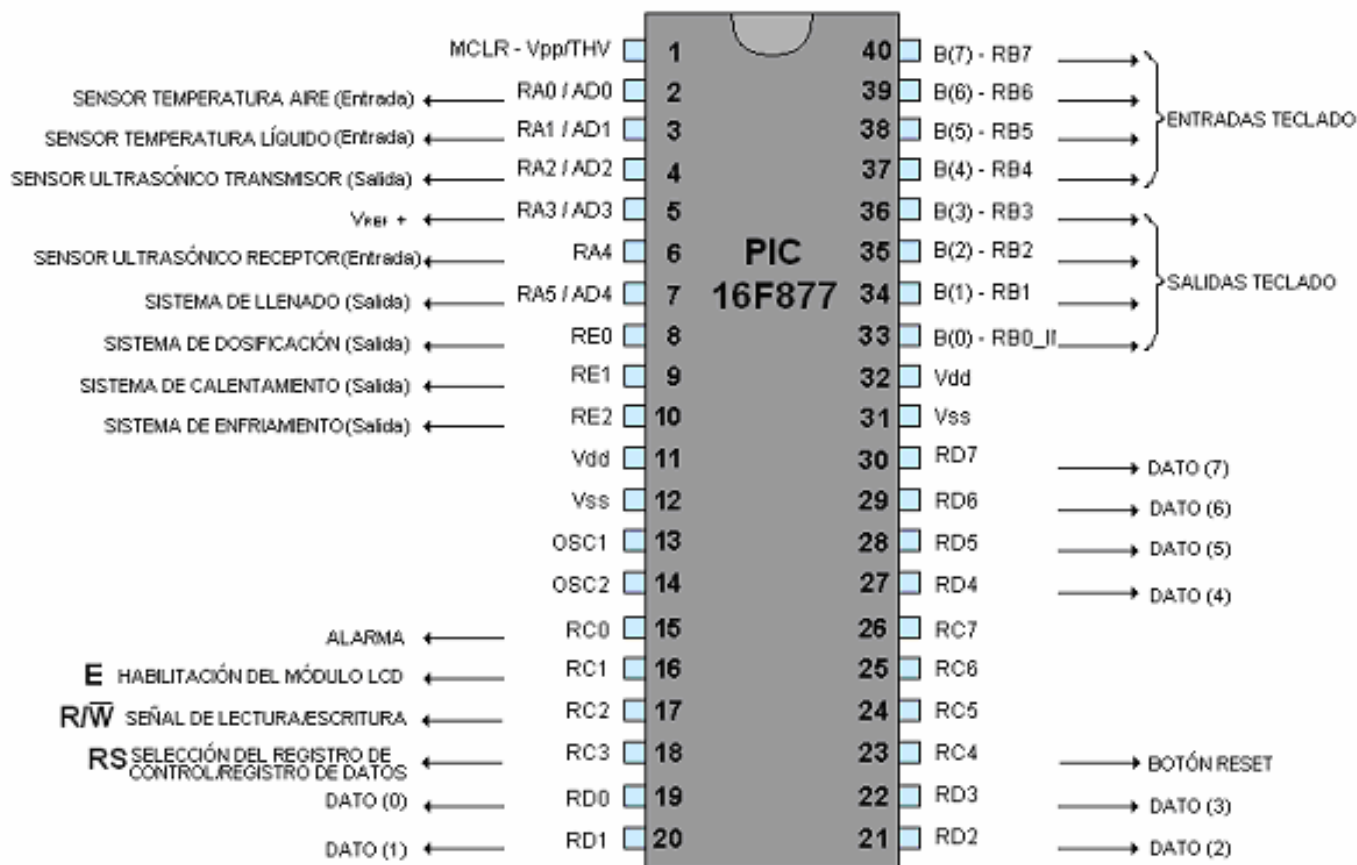 MCLR - Vpp/THV 1
SENSOR TEMPERATURA AIRE (Entrada) RA0 / AD0 2
SENSOR TEMPERATURA LÍQUIDO (Entrada) RA1 / AD1 3
SENSOR ULTRASÓNICO TRANSMISOR (Salida) RA2 / AD2 4
VREF + RA3 / AD3 5
SENSOR ULTRASÓNICO RECEPTOR(Entrada) RA4 6
SISTEMA DE LLENADO (Salida) RA5 / AD4 7
SISTEMA DE DOSIFICACIÓN (Salida) RE0 8
SISTEMA DE CALENTAMIENTO (Salida) RE1 9
SISTEMA DE ENFRIAMIENTO(Salida) RE2 10
Vdd 11
Vss 12
OSC1 13
OSC2 14
ALARMA RC0 15
E HABILITACIÓN DEL MÓDULO LCD RC1 16
R/W̅ SEÑAL DE LECTURA/ESCRITURA RC2 17
RS SELECCIÓN DEL REGISTRO DE
CONTROL/REGISTRO DE DATOS RC3 18
DATO (0) RD0 19
DATO (1) RD1 20
PIC
16F877
40 B(7) - RB7
39 B(6) - RB6
38 B(5) - RB5
37 B(4) - RB4
ENTRADAS TECLADO
36 B(3) - RB3
35 B(2) - RB2
34 B(1) - RB1
33 B(0) - RB0_II
SALIDAS TECLADO
32 Vdd
31 Vss
30 RD7 DATO (7)
29 RD6 DATO (6)
28 RD5 DATO (5)
27 RD4 DATO (4)
26 RC7
25 RC6
24 RC5
23 RC4 BOTÓN RESET
22 RD3 DATO (3)
21 RD2 DATO (2)